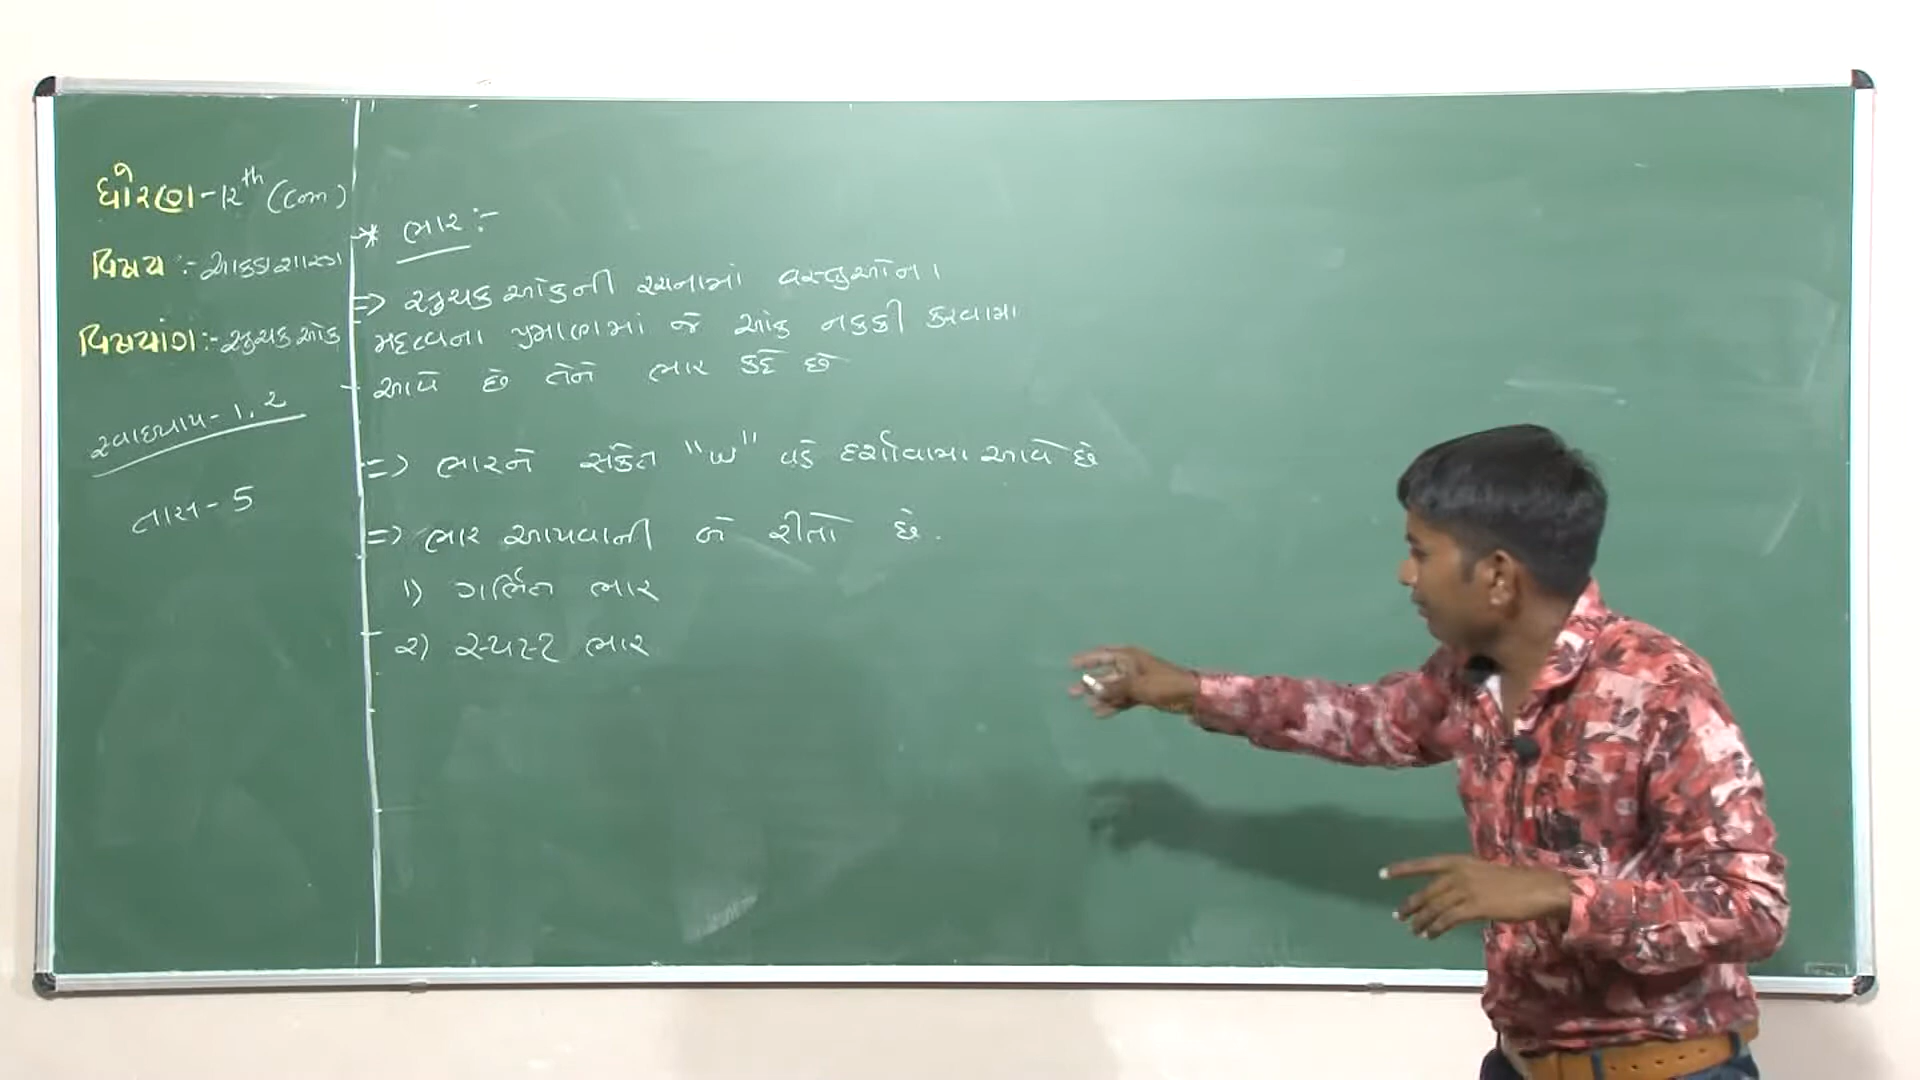 ધોરણ - 12th (Com)
વિષય :- આંકડાશાસ્ત્ર
વિષયાંગ :- સૂચક આંક
સ્વાધ્યાય - 1, 2
તાસ - 5
* ભાર :-
=> સૂચક આંકની રચનામાં વસ્તુઓના
મહત્વના પ્રમાણમાં જે આંક નક્કી કરવામા
આવે છે તેને ભાર કહે છે
=> ભારને સંકેત "w" વડે દર્શાવામા આવે છે
=> ભાર આપવાની બે રીતો છે.
1) ગર્ભિત ભાર
2) સ્પષ્ટ ભાર